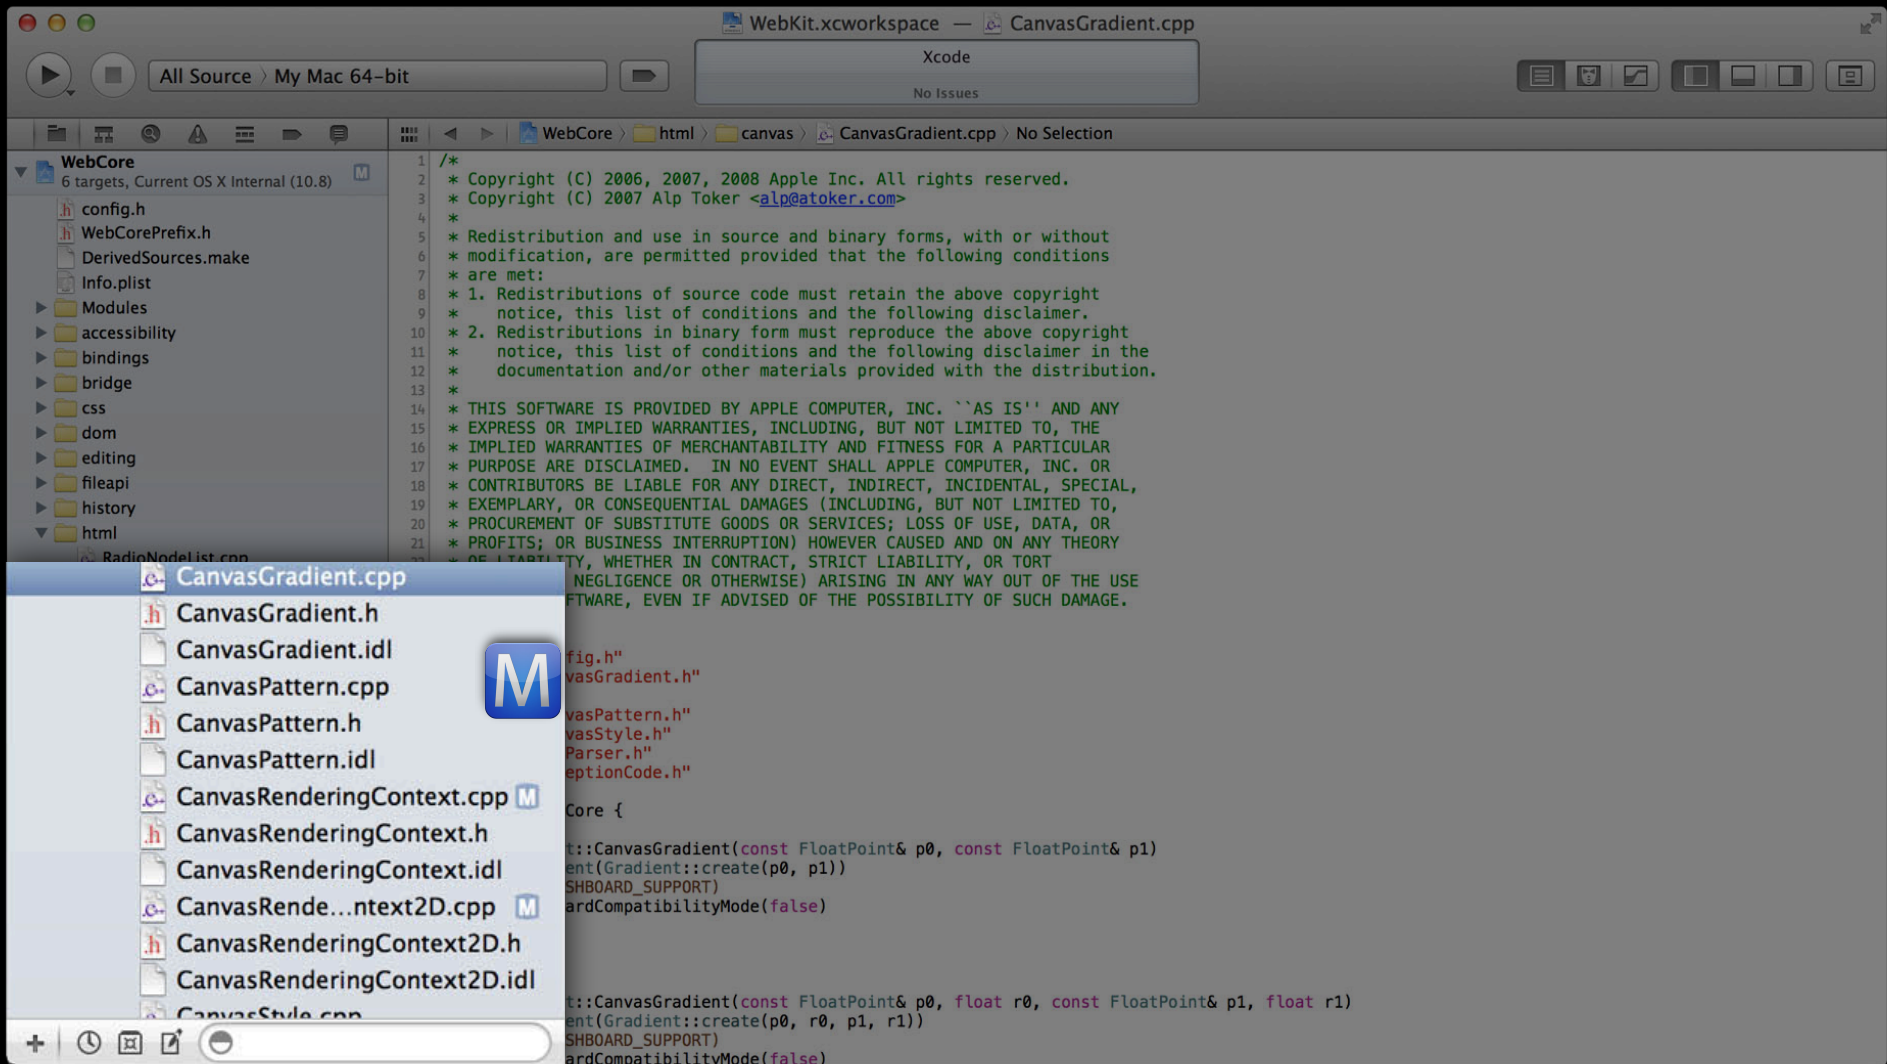 WebKit.xcworkspace — CanvasGradient.cpp
All Source 〉My Mac 64-bit
Xcode
No Issues
WebCore 〉 html 〉 canvas 〉 CanvasGradient.cpp 〉 No Selection
WebCore
6 targets, Current OS X Internal (10.8)
M
config.h
WebCorePrefix.h
DerivedSources.make
Info.plist
Modules
accessibility
bindings
bridge
css
dom
editing
fileapi
history
html
RadioNodeList.cpp
CanvasGradient.cpp
CanvasGradient.h
CanvasGradient.idl
M
CanvasPattern.cpp
CanvasPattern.h
CanvasPattern.idl
CanvasRenderingContext.cpp M
CanvasRenderingContext.h
CanvasRenderingContext.idl
CanvasRende...ntext2D.cpp M
CanvasRenderingContext2D.h
CanvasRenderingContext2D.idl
CanvasStyle.cpp
1 /*
2 * Copyright (C) 2006, 2007, 2008 Apple Inc. All rights reserved.
3 * Copyright (C) 2007 Alp Toker <alp@atoker.com>
4 *
5 * Redistribution and use in source and binary forms, with or without
6 * modification, are permitted provided that the following conditions
7 * are met:
8 * 1. Redistributions of source code must retain the above copyright
9 *    notice, this list of conditions and the following disclaimer.
10 * 2. Redistributions in binary form must reproduce the above copyright
11 *    notice, this list of conditions and the following disclaimer in the
12 *    documentation and/or other materials provided with the distribution.
13 *
14 * THIS SOFTWARE IS PROVIDED BY APPLE COMPUTER, INC. ``AS IS'' AND ANY
15 * EXPRESS OR IMPLIED WARRANTIES, INCLUDING, BUT NOT LIMITED TO, THE
16 * IMPLIED WARRANTIES OF MERCHANTABILITY AND FITNESS FOR A PARTICULAR
17 * PURPOSE ARE DISCLAIMED.  IN NO EVENT SHALL APPLE COMPUTER, INC. OR
18 * CONTRIBUTORS BE LIABLE FOR ANY DIRECT, INDIRECT, INCIDENTAL, SPECIAL,
19 * EXEMPLARY, OR CONSEQUENTIAL DAMAGES (INCLUDING, BUT NOT LIMITED TO,
20 * PROCUREMENT OF SUBSTITUTE GOODS OR SERVICES; LOSS OF USE, DATA, OR
21 * PROFITS; OR BUSINESS INTERRUPTION) HOWEVER CAUSED AND ON ANY THEORY
OF LIABILITY, WHETHER IN CONTRACT, STRICT LIABILITY, OR TORT
NEGLIGENCE OR OTHERWISE) ARISING IN ANY WAY OUT OF THE USE
FTWARE, EVEN IF ADVISED OF THE POSSIBILITY OF SUCH DAMAGE.
fig.h"
vasGradient.h"
vasPattern.h"
vasStyle.h"
Parser.h"
eptionCode.h"
Core {
t::CanvasGradient(const FloatPoint& p0, const FloatPoint& p1)
ent(Gradient::create(p0, p1))
SHBOARD_SUPPORT)
ardCompatibilityMode(false)
t::CanvasGradient(const FloatPoint& p0, float r0, const FloatPoint& p1, float r1)
ent(Gradient::create(p0, r0, p1, r1))
SHBOARD_SUPPORT)
ardCompatibilityMode(false)